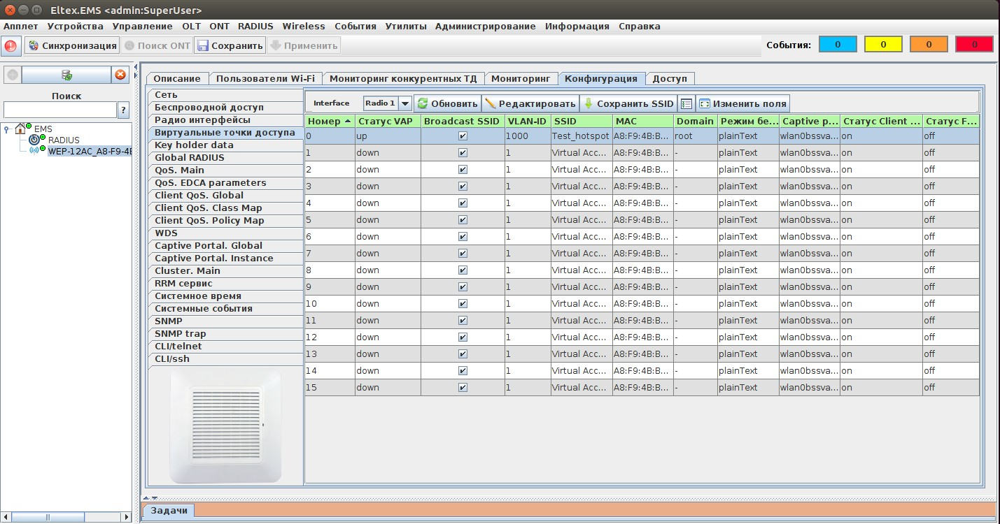 Eltex.EMS <admin:SuperUser>
Апплет Устройства Управление OLT ONT RADIUS Wireless События Утилиты Администрирование Информация Справка
Синхронизация Поиск ONT Сохранить Применить События: 0 0 0 0
Поиск
?
EMS
RADIUS
WEP-12AC_A8-F9-4E
Описание Пользователи Wi-Fi Мониторинг конкурентных ТД Мониторинг Конфигурация Доступ
Сеть
Беспроводной доступ
Радио интерфейсы
Виртуальные точки доступа
Key holder data
Global RADIUS
QoS. Main
QoS. EDCA parameters
Client QoS. Global
Client QoS. Class Map
Client QoS. Policy Map
WDS
Captive Portal. Global
Captive Portal. Instance
Cluster. Main
RRM сервис
Системное время
Системные события
SNMP
SNMP trap
CLI/telnet
CLI/ssh
Interface Radio 1 Обновить Редактировать Сохранить SSID Изменить поля
Номер Статус VAP Broadcast SSID VLAN-ID SSID MAC Domain Режим бе... Captive p... Статус Client ... Статус F...
0 up 1000 Test_hotspot A8:F9:4B:B... root plainText wlan0bssva... on off
1 down 1 Virtual Acc... A8:F9:4B:B... - plainText wlan0bssva... on off
2 down 1 Virtual Acc... A8:F9:4B:B... - plainText wlan0bssva... on off
3 down 1 Virtual Acc... A8:F9:4B:B... - plainText wlan0bssva... on off
4 down 1 Virtual Acc... A8:F9:4B:B... - plainText wlan0bssva... on off
5 down 1 Virtual Acc... A8:F9:4B:B... - plainText wlan0bssva... on off
6 down 1 Virtual Acc... A8:F9:4B:B... - plainText wlan0bssva... on off
7 down 1 Virtual Acc... A8:F9:4B:B... - plainText wlan0bssva... on off
8 down 1 Virtual Acc... A8:F9:4B:B... - plainText wlan0bssva... on off
9 down 1 Virtual Acc... A8:F9:4B:B... - plainText wlan0bssva... on off
10 down 1 Virtual Acc... A8:F9:4B:B... - plainText wlan0bssva... on off
11 down 1 Virtual Acc... A8:F9:4B:B... - plainText wlan0bssva... on off
12 down 1 Virtual Acc... A8:F9:4B:B... - plainText wlan0bssva... on off
13 down 1 Virtual Acc... A8:F9:4B:B... - plainText wlan0bssva... on off
14 down 1 Virtual Acc... A8:F9:4B:B... - plainText wlan0bssva... on off
15 down 1 Virtual Acc... A8:F9:4B:B... - plainText wlan0bssva... on off
Задачи